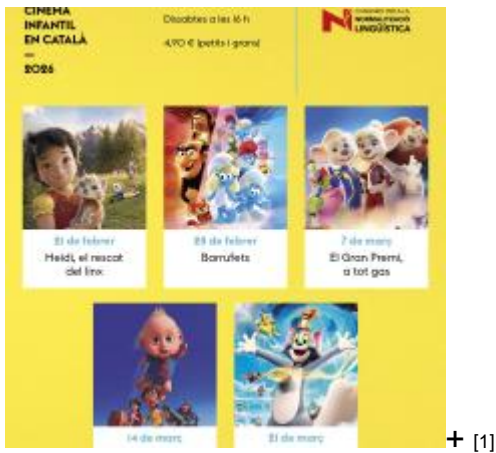 CINEMA
INFANTIL
EN CATALÀ
—
2026
Dissabtes a les 16 h
4,90 € (petits i grans)
NORMALITZACIÓ
LINGÜÍSTICA
21 de febrer
Heidi, el rescat
del linx
28 de febrer
Barrufets
7 de març
El Gran Premi,
a tot gas
14 de març
21 de març
+ [1]